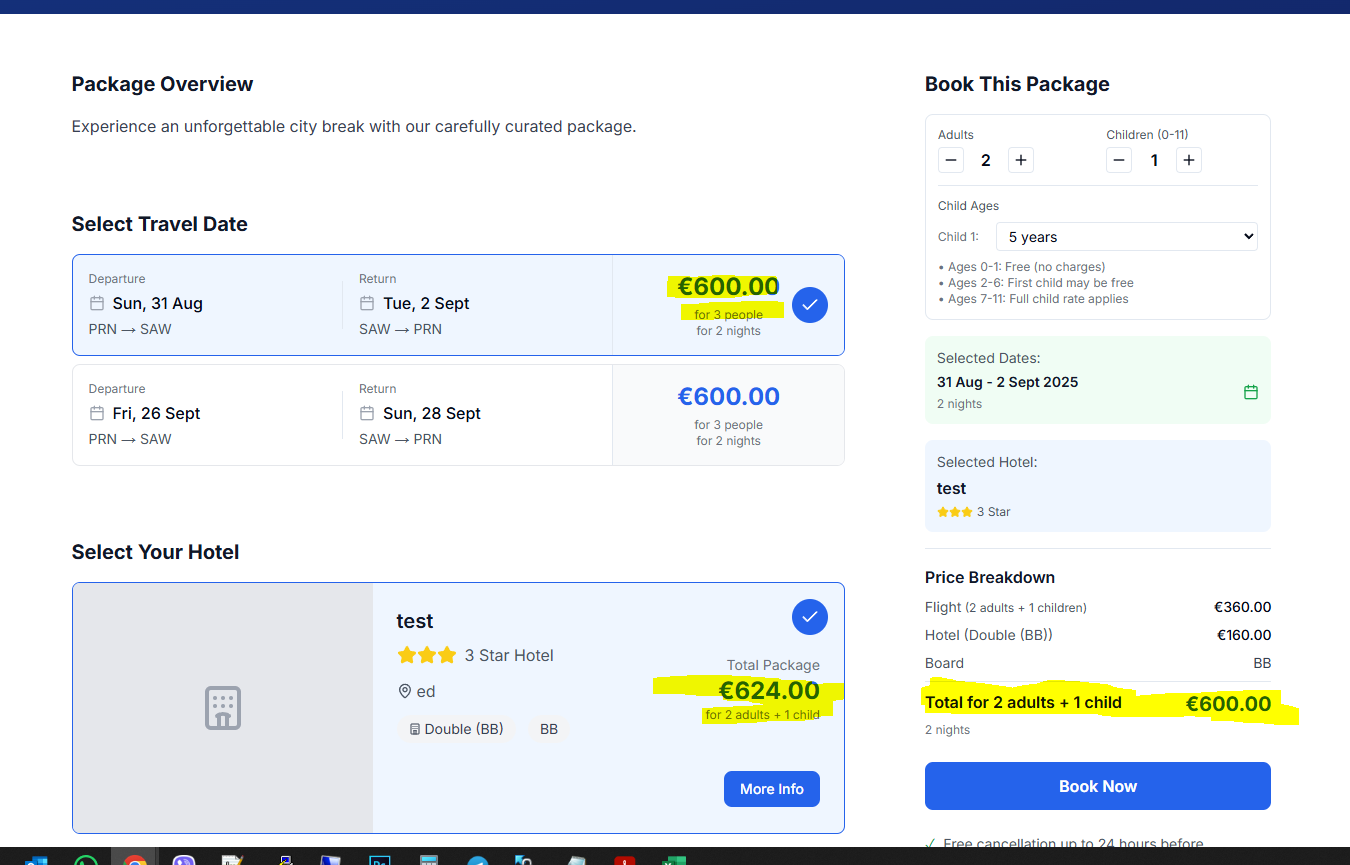 Package Overview
Experience an unforgettable city break with our carefully curated package.
Select Travel Date
Departure
Sun, 31 Aug
PRN → SAW
Return
Tue, 2 Sept
SAW → PRN
€600.00
for 3 people
for 2 nights
Departure
Fri, 26 Sept
PRN → SAW
Return
Sun, 28 Sept
SAW → PRN
€600.00
for 3 people
for 2 nights
Select Your Hotel
test
3 Star Hotel
ed
Double (BB)
BB
Total Package
€624.00
for 2 adults + 1 child
More Info
Book This Package
Adults
− 2 +
Children (0-11)
− 1 +
Child Ages
Child 1: 5 years
• Ages 0-1: Free (no charges)
• Ages 2-6: First child may be free
• Ages 7-11: Full child rate applies
Selected Dates:
31 Aug - 2 Sept 2025
2 nights
Selected Hotel:
test
3 Star
Price Breakdown
Flight (2 adults + 1 children) €360.00
Hotel (Double (BB)) €160.00
Board BB
Total for 2 adults + 1 child €600.00
2 nights
Book Now
✓ Free cancellation up to 24 hours before